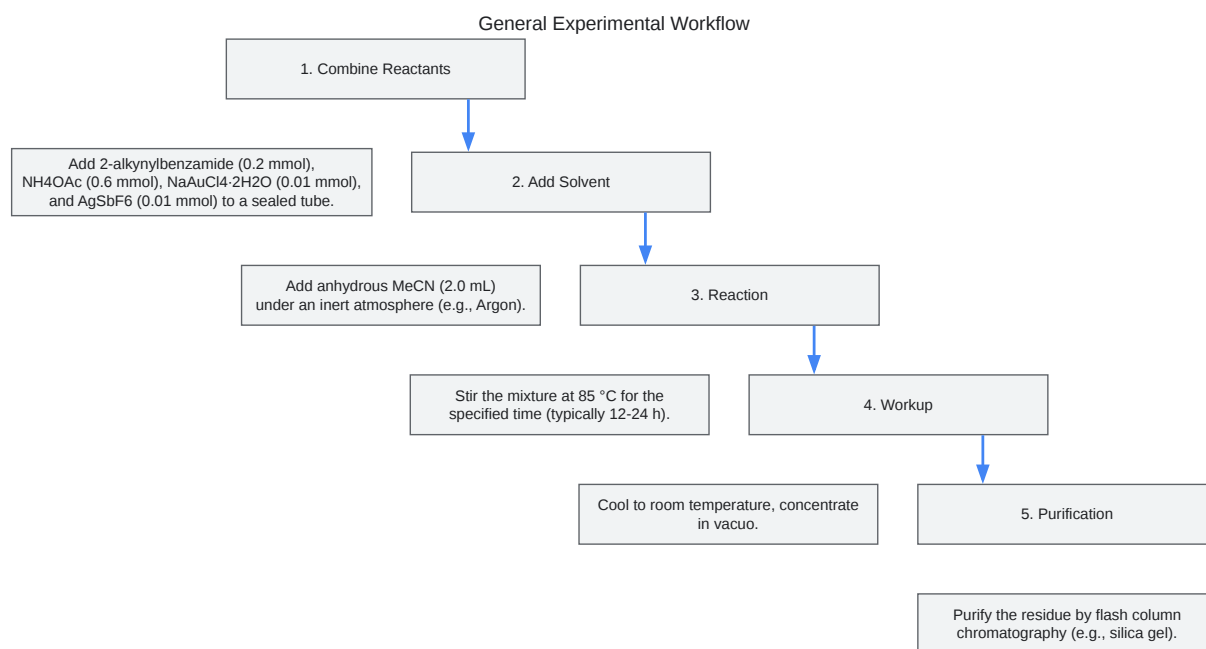 General Experimental Workflow
1. Combine Reactants
Add 2-alkynylbenzamide (0.2 mmol),
NH4OAc (0.6 mmol), NaAuCl4·2H2O (0.01 mmol),
and AgSbF6 (0.01 mmol) to a sealed tube.
2. Add Solvent
Add anhydrous MeCN (2.0 mL)
under an inert atmosphere (e.g., Argon).
3. Reaction
Stir the mixture at 85 °C for the
specified time (typically 12-24 h).
4. Workup
Cool to room temperature, concentrate
in vacuo.
5. Purification
Purify the residue by flash column
chromatography (e.g., silica gel).